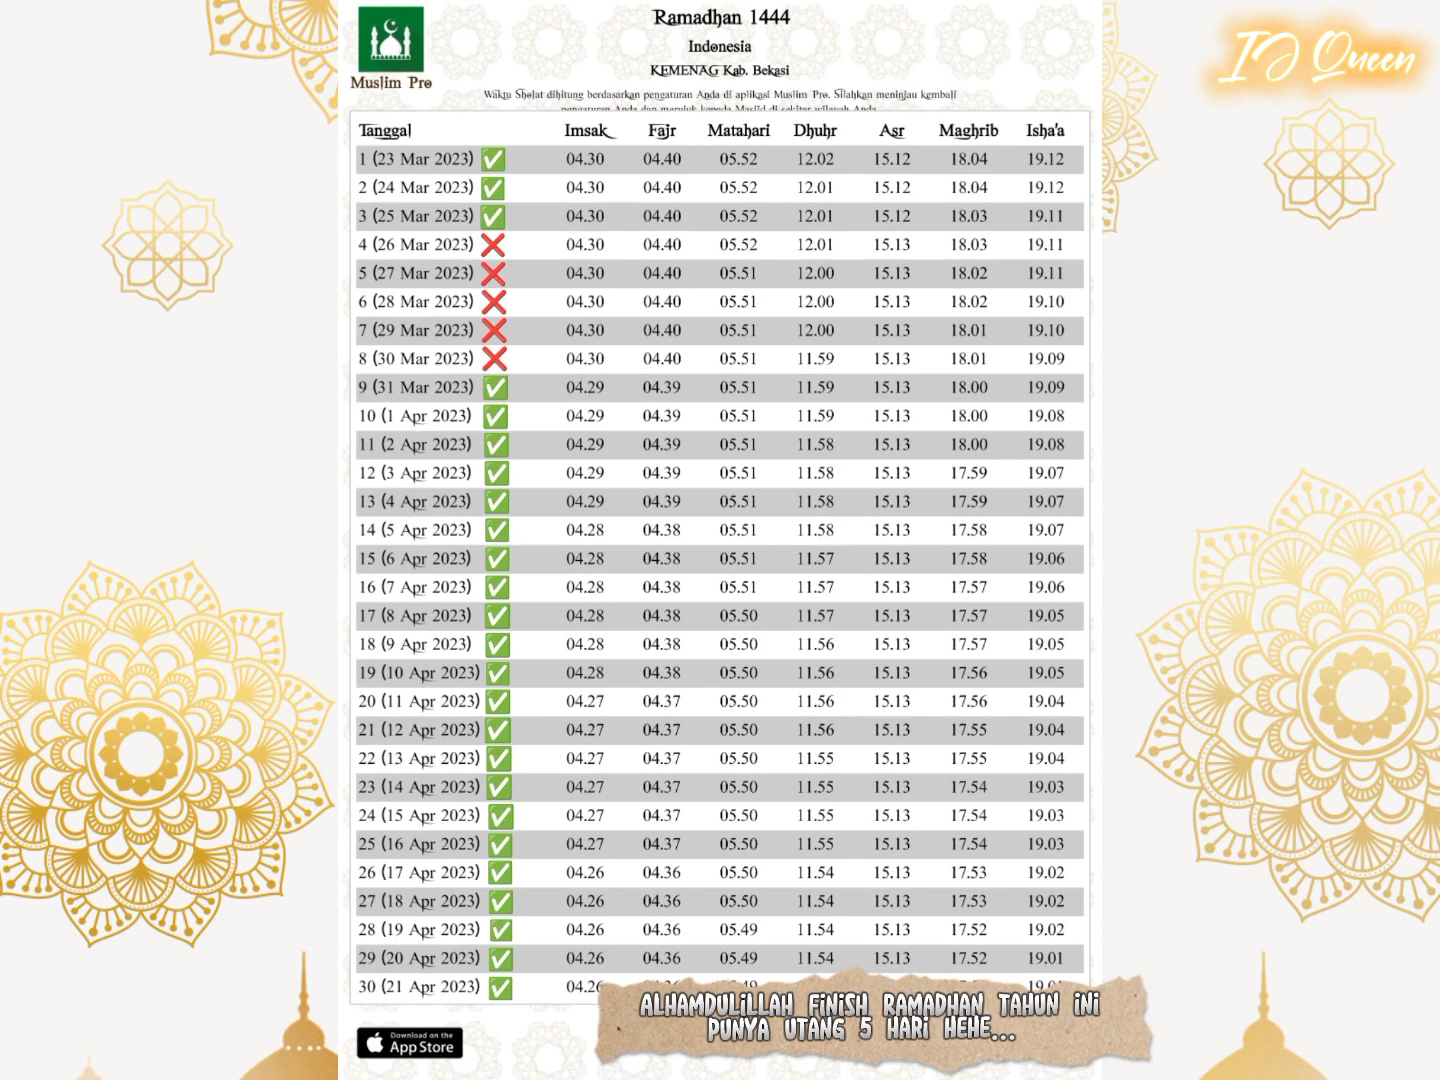 Ramadhan 1444
Indonesia
KEMENAG Kab. Bekasi
Muslim Pro
IJ Queen
Waktu Sholat dihitung berdasarkan pengaturan Anda di aplikasi Muslim Pro. Silahkan meninjau kembali
pengaturan Anda dan merujuk kepada Masjid di sekitar wilayah Anda
Tanggal Imsak Fajr Matahari Dhuhr Asr Maghrib Isha'a
1 (23 Mar 2023) ✅ 04.30 04.40 05.52 12.02 15.12 18.04 19.12
2 (24 Mar 2023) ✅ 04.30 04.40 05.52 12.01 15.12 18.04 19.12
3 (25 Mar 2023) ✅ 04.30 04.40 05.52 12.01 15.12 18.03 19.11
4 (26 Mar 2023) ❌ 04.30 04.40 05.52 12.01 15.13 18.03 19.11
5 (27 Mar 2023) ❌ 04.30 04.40 05.51 12.00 15.13 18.02 19.11
6 (28 Mar 2023) ❌ 04.30 04.40 05.51 12.00 15.13 18.02 19.10
7 (29 Mar 2023) ❌ 04.30 04.40 05.51 12.00 15.13 18.01 19.10
8 (30 Mar 2023) ❌ 04.30 04.40 05.51 11.59 15.13 18.01 19.09
9 (31 Mar 2023) ✅ 04.29 04.39 05.51 11.59 15.13 18.00 19.09
10 (1 Apr 2023) ✅ 04.29 04.39 05.51 11.59 15.13 18.00 19.08
11 (2 Apr 2023) ✅ 04.29 04.39 05.51 11.58 15.13 18.00 19.08
12 (3 Apr 2023) ✅ 04.29 04.39 05.51 11.58 15.13 17.59 19.07
13 (4 Apr 2023) ✅ 04.29 04.39 05.51 11.58 15.13 17.59 19.07
14 (5 Apr 2023) ✅ 04.28 04.38 05.51 11.58 15.13 17.58 19.07
15 (6 Apr 2023) ✅ 04.28 04.38 05.51 11.57 15.13 17.58 19.06
16 (7 Apr 2023) ✅ 04.28 04.38 05.51 11.57 15.13 17.57 19.06
17 (8 Apr 2023) ✅ 04.28 04.38 05.50 11.57 15.13 17.57 19.05
18 (9 Apr 2023) ✅ 04.28 04.38 05.50 11.56 15.13 17.57 19.05
19 (10 Apr 2023) ✅ 04.28 04.38 05.50 11.56 15.13 17.56 19.05
20 (11 Apr 2023) ✅ 04.27 04.37 05.50 11.56 15.13 17.56 19.04
21 (12 Apr 2023) ✅ 04.27 04.37 05.50 11.56 15.13 17.55 19.04
22 (13 Apr 2023) ✅ 04.27 04.37 05.50 11.55 15.13 17.55 19.04
23 (14 Apr 2023) ✅ 04.27 04.37 05.50 11.55 15.13 17.54 19.03
24 (15 Apr 2023) ✅ 04.27 04.37 05.50 11.55 15.13 17.54 19.03
25 (16 Apr 2023) ✅ 04.27 04.37 05.50 11.55 15.13 17.54 19.03
26 (17 Apr 2023) ✅ 04.26 04.36 05.50 11.54 15.13 17.53 19.02
27 (18 Apr 2023) ✅ 04.26 04.36 05.50 11.54 15.13 17.53 19.02
28 (19 Apr 2023) ✅ 04.26 04.36 05.49 11.54 15.13 17.52 19.02
29 (20 Apr 2023) ✅ 04.26 04.36 05.49 11.54 15.13 17.52 19.01
30 (21 Apr 2023) ✅ 04.26
ALHAMDULILLAH FINISH RAMADHAN TAHUN INI
PUNYA UTANG 5 HARI HEHE...
Download on the
App Store